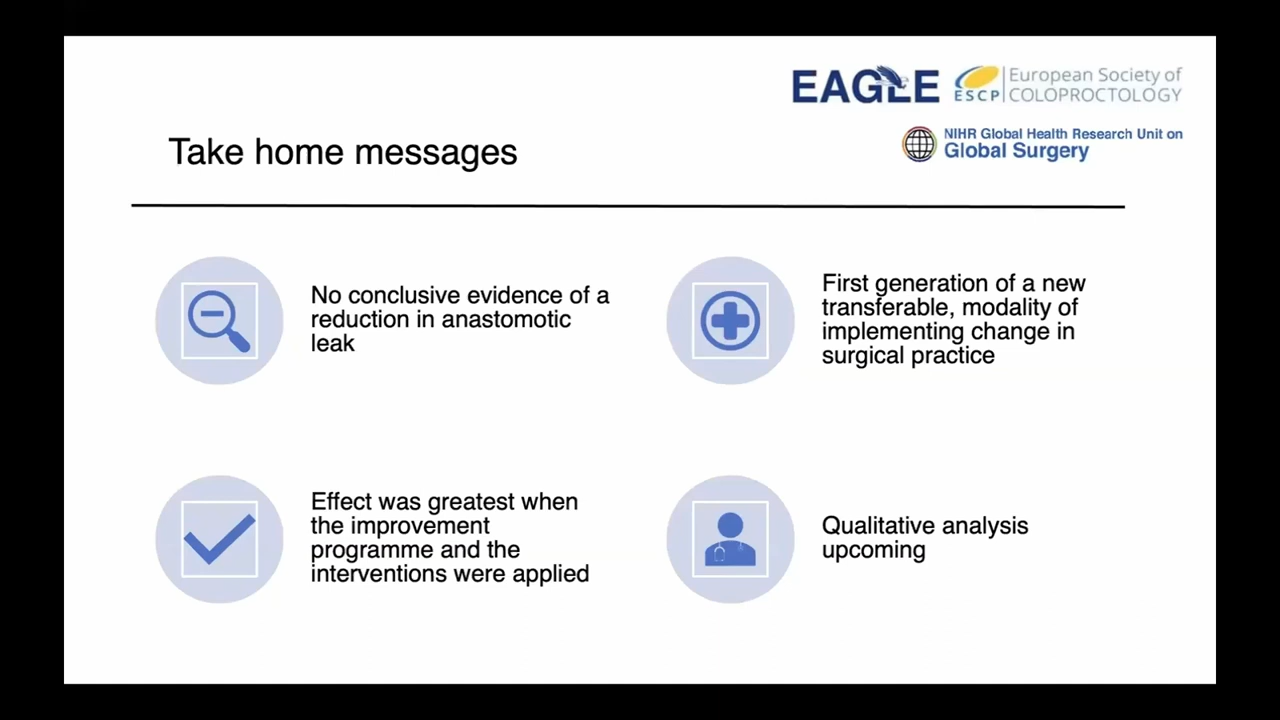 EAGLE
ESCP
European Society of
COLOPROCTOLOGY
NIHR Global Health Research Unit on
Global Surgery
Take home messages
No conclusive evidence of a
reduction in anastomotic
leak
First generation of a new
transferable, modality of
implementing change in
surgical practice
Effect was greatest when
the improvement
programme and the
interventions were applied
Qualitative analysis
upcoming